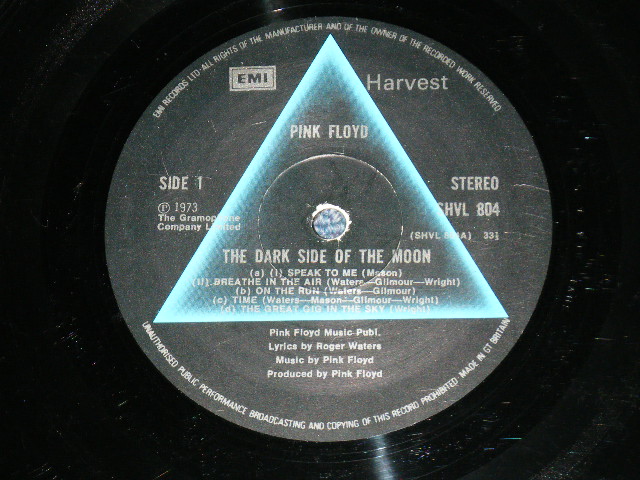 EMI RECORDS LTD·ALL RIGHTS OF THE MANUFACTURER AND OF THE OWNER OF THE RECORDED WORK RESERVED
EMI Harvest
PINK FLOYD
SIDE 1
STEREO
℗ 1973
The Gramophone
Company Limited
SHVL 804
(SHVL 804A) 33⅓
THE DARK SIDE OF THE MOON
(a) (i) SPEAK TO ME (Mason)
(ii) BREATHE IN THE AIR (Waters—Gilmour—Wright)
(b) ON THE RUN (Waters—Gilmour)
(c) TIME (Waters—Mason—Gilmour—Wright)
(d) THE GREAT GIG IN THE SKY (Wright)
Pink Floyd Music-Publ.
Lyrics by Roger Waters
Music by Pink Floyd
Produced by Pink Floyd
UNAUTHORISED PUBLIC PERFORMANCE BROADCASTING AND COPYING OF THIS RECORD PROHIBITED MADE IN GT BRITAIN